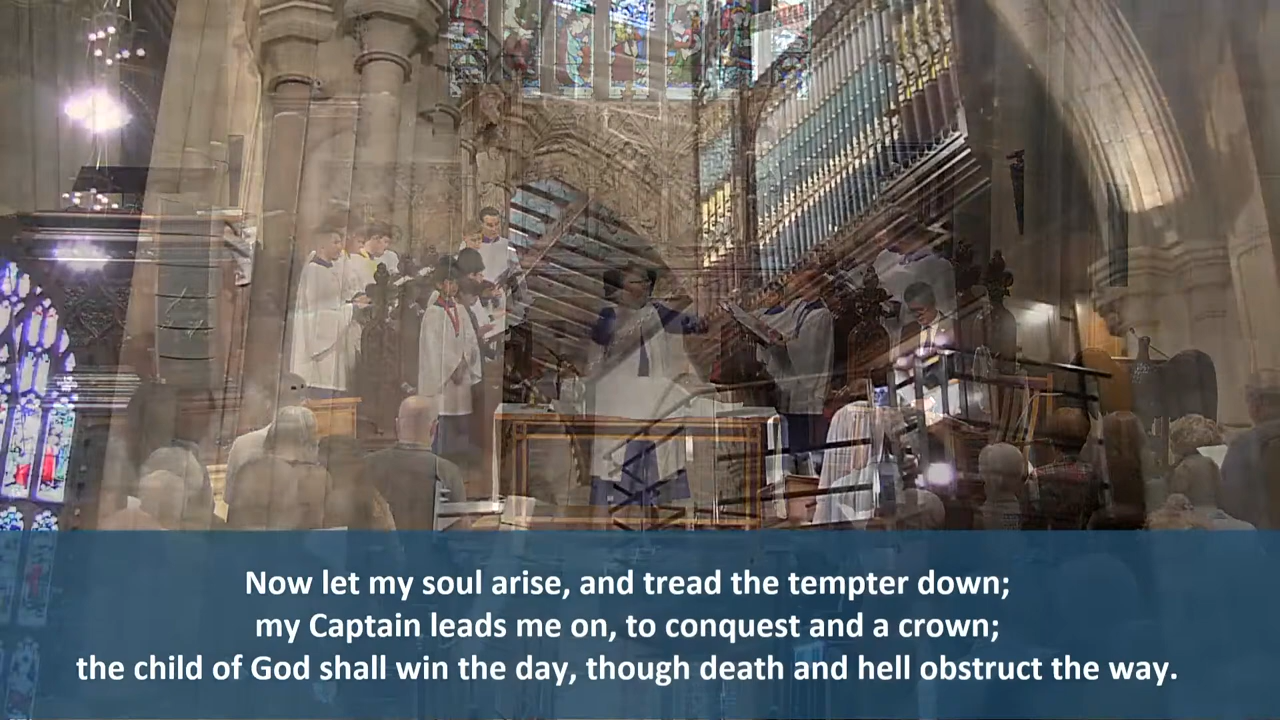 Now let my soul arise, and tread the tempter down;
my Captain leads me on, to conquest and a crown;
the child of God shall win the day, though death and hell obstruct the way.